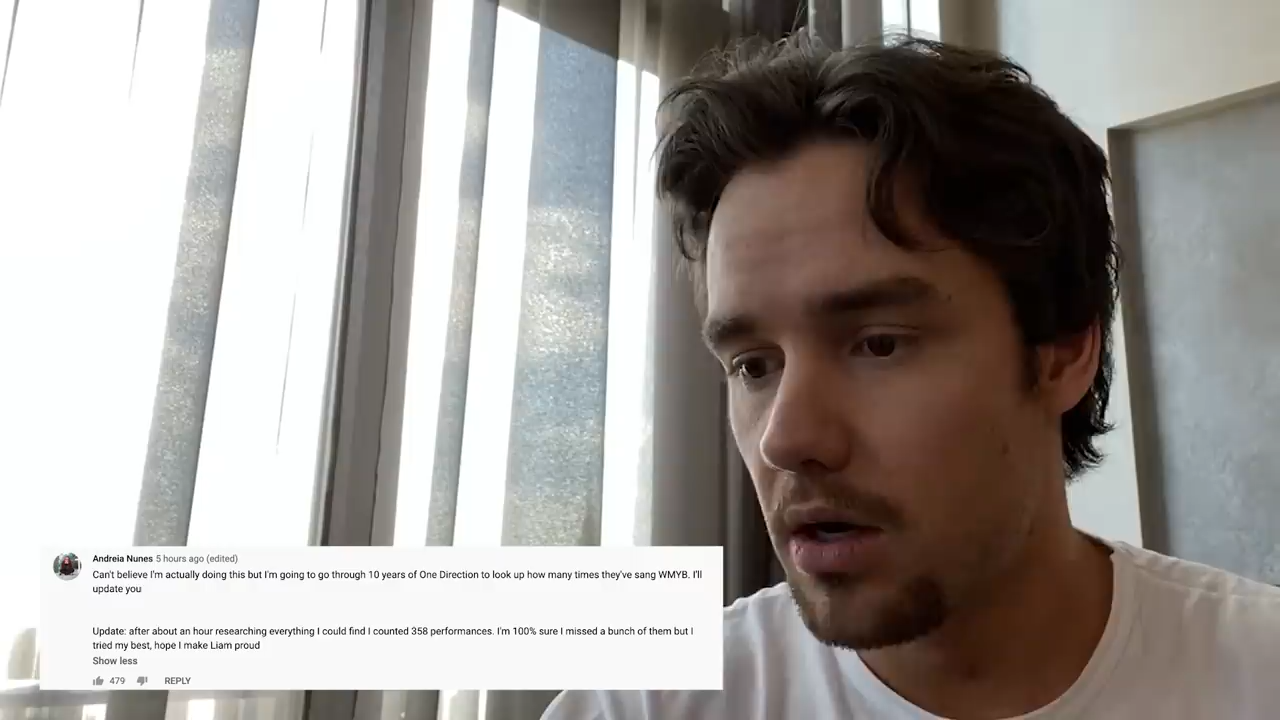 Andreia Nunes 5 hours ago (edited)
Can't believe I'm actually doing this but I'm going to go through 10 years of One Direction to look up how many times they've sang WMYB. I'll
update you
Update: after about an hour researching everything I could find I counted 358 performances. I'm 100% sure I missed a bunch of them but I
tried my best, hope I make Liam proud
Show less
479 REPLY